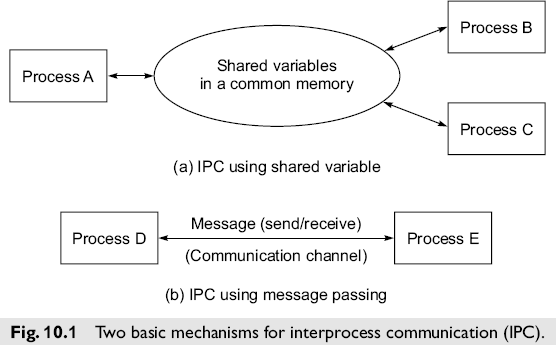 Process B
Process A
Shared variables
in a common memory
Process C
(a) IPC using shared variable
Process D
Message (send/receive)
(Communication channel)
Process E
(b) IPC using message passing
Fig. 10.1 Two basic mechanisms for interprocess communication (IPC).